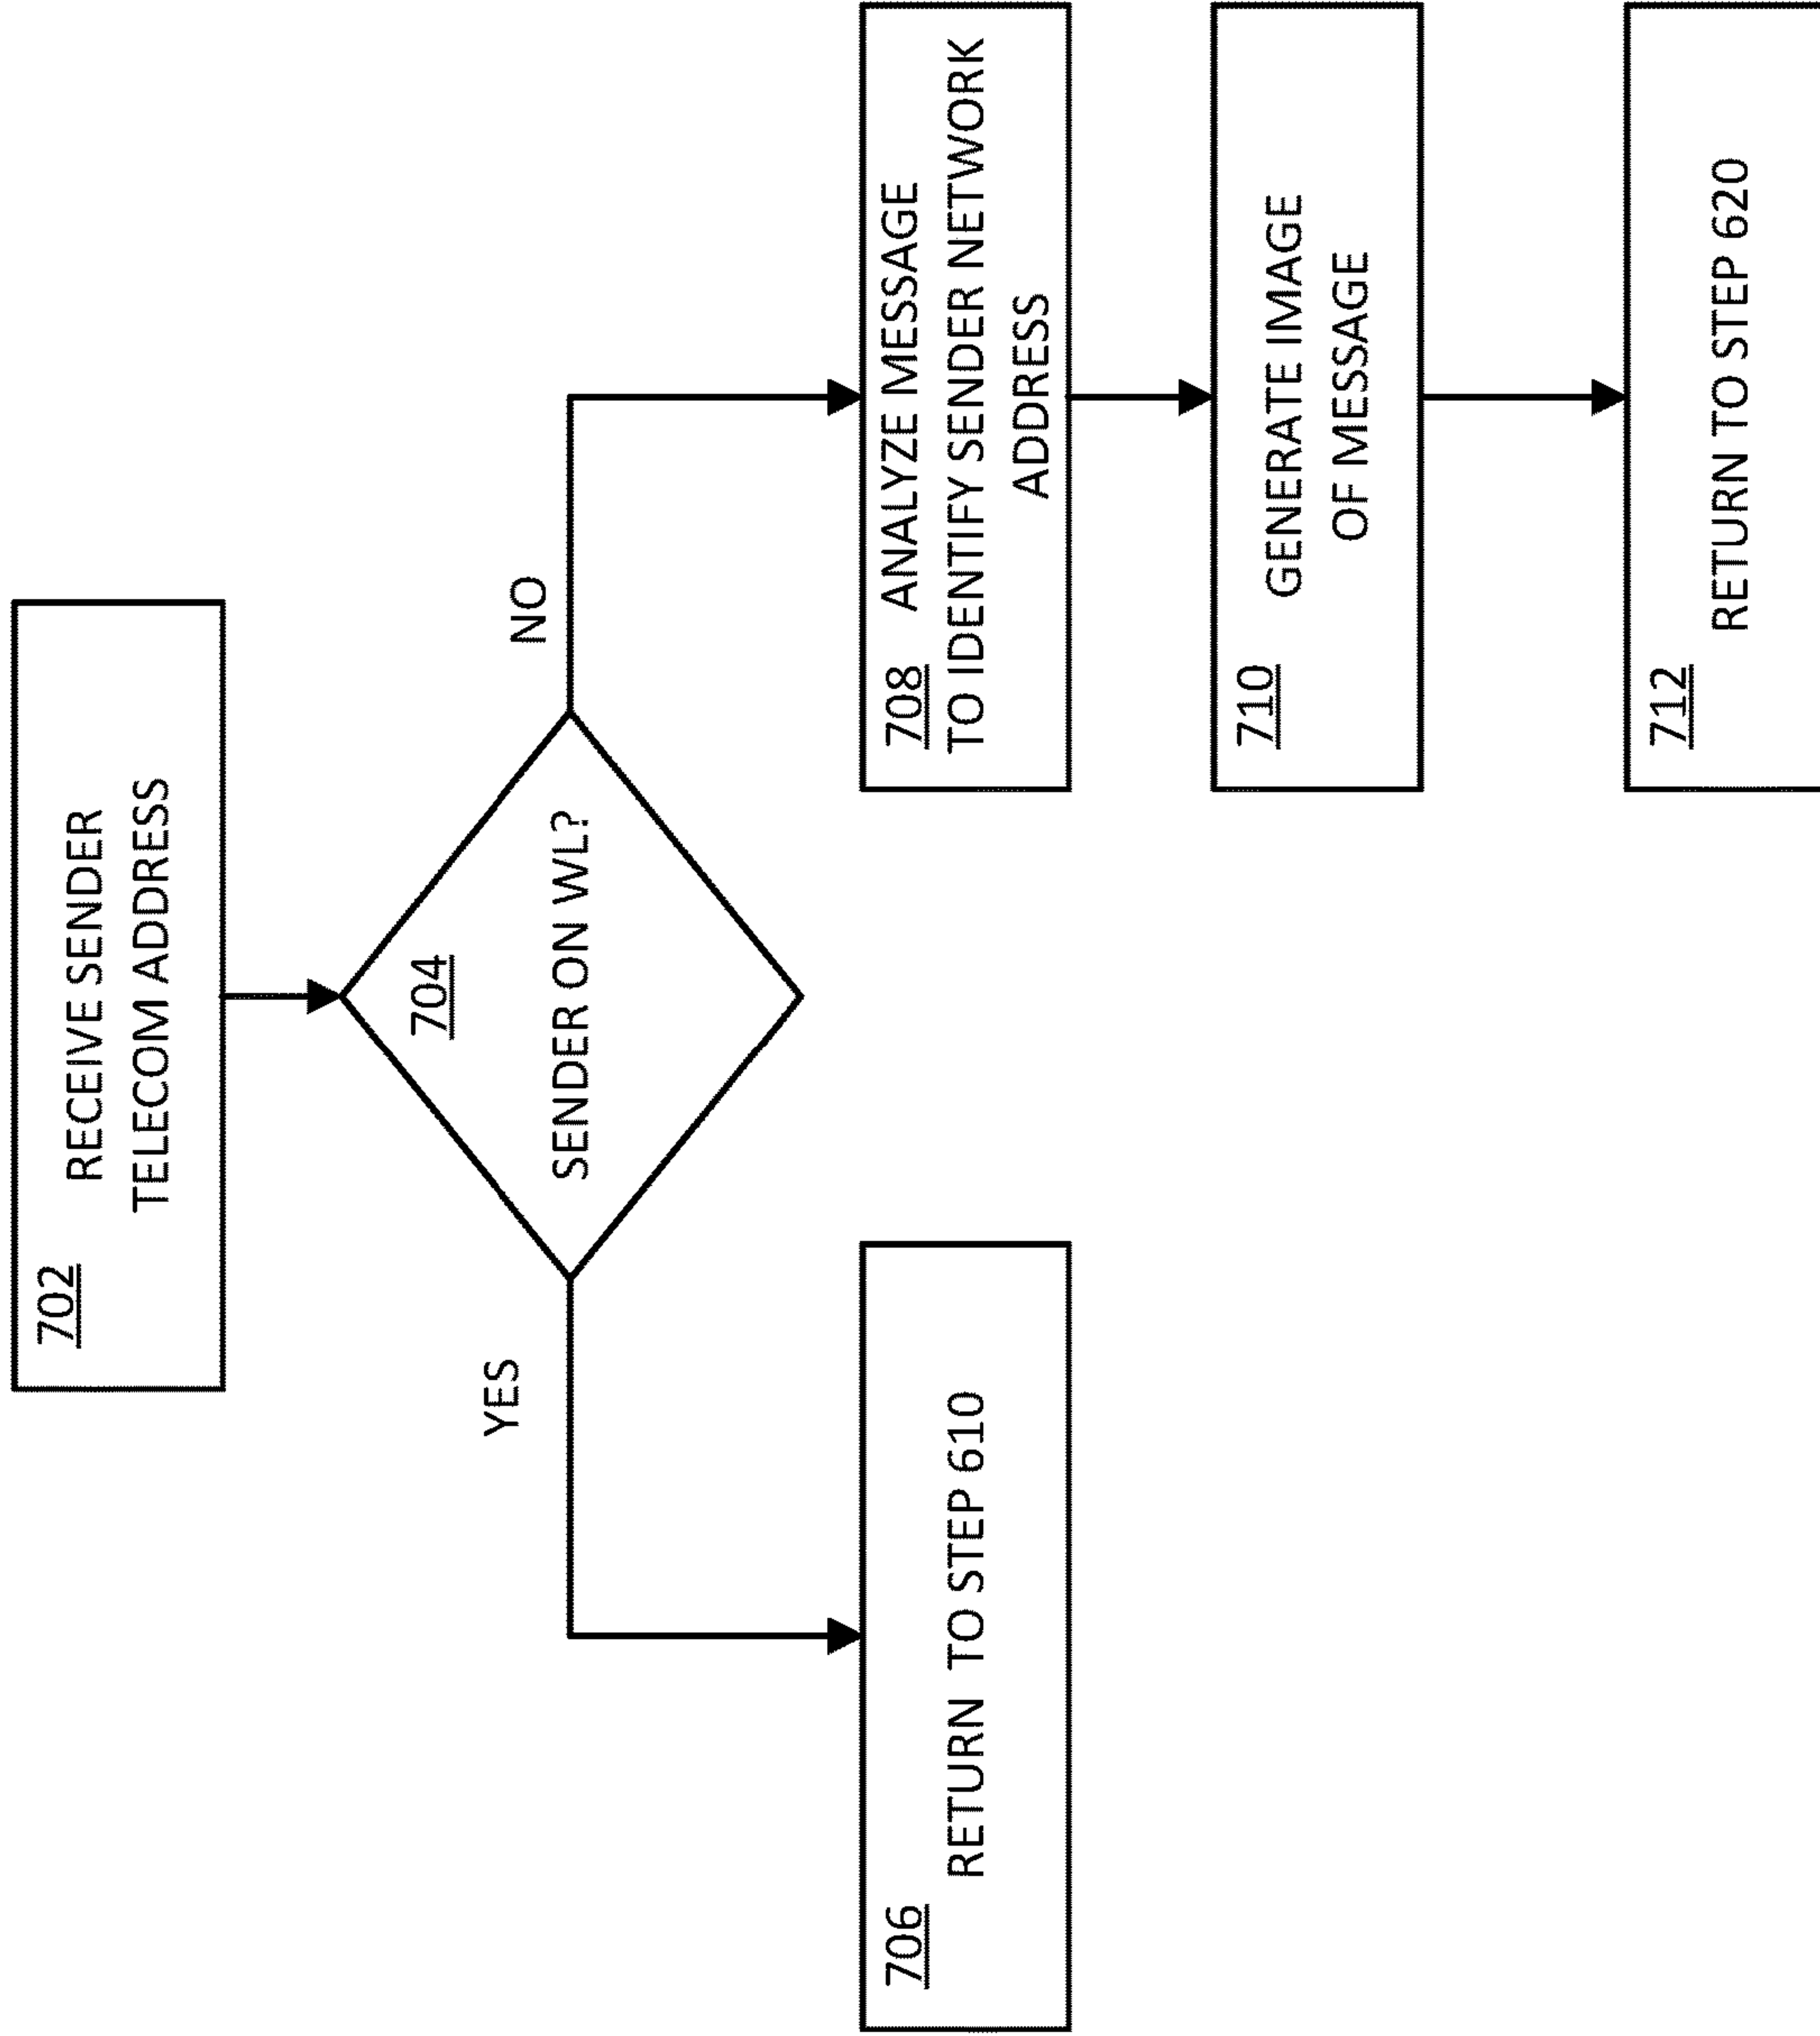 702
RECEIVE SENDER
TELECOM ADDRESS
704
SENDER ON WL?
YES
NO
706
RETURN TO STEP 610
708 ANALYZE MESSAGE
TO IDENTIFY SENDER NETWORK
ADDRESS
710
GENERATE IMAGE
OF MESSAGE
712
RETURN TO STEP 620